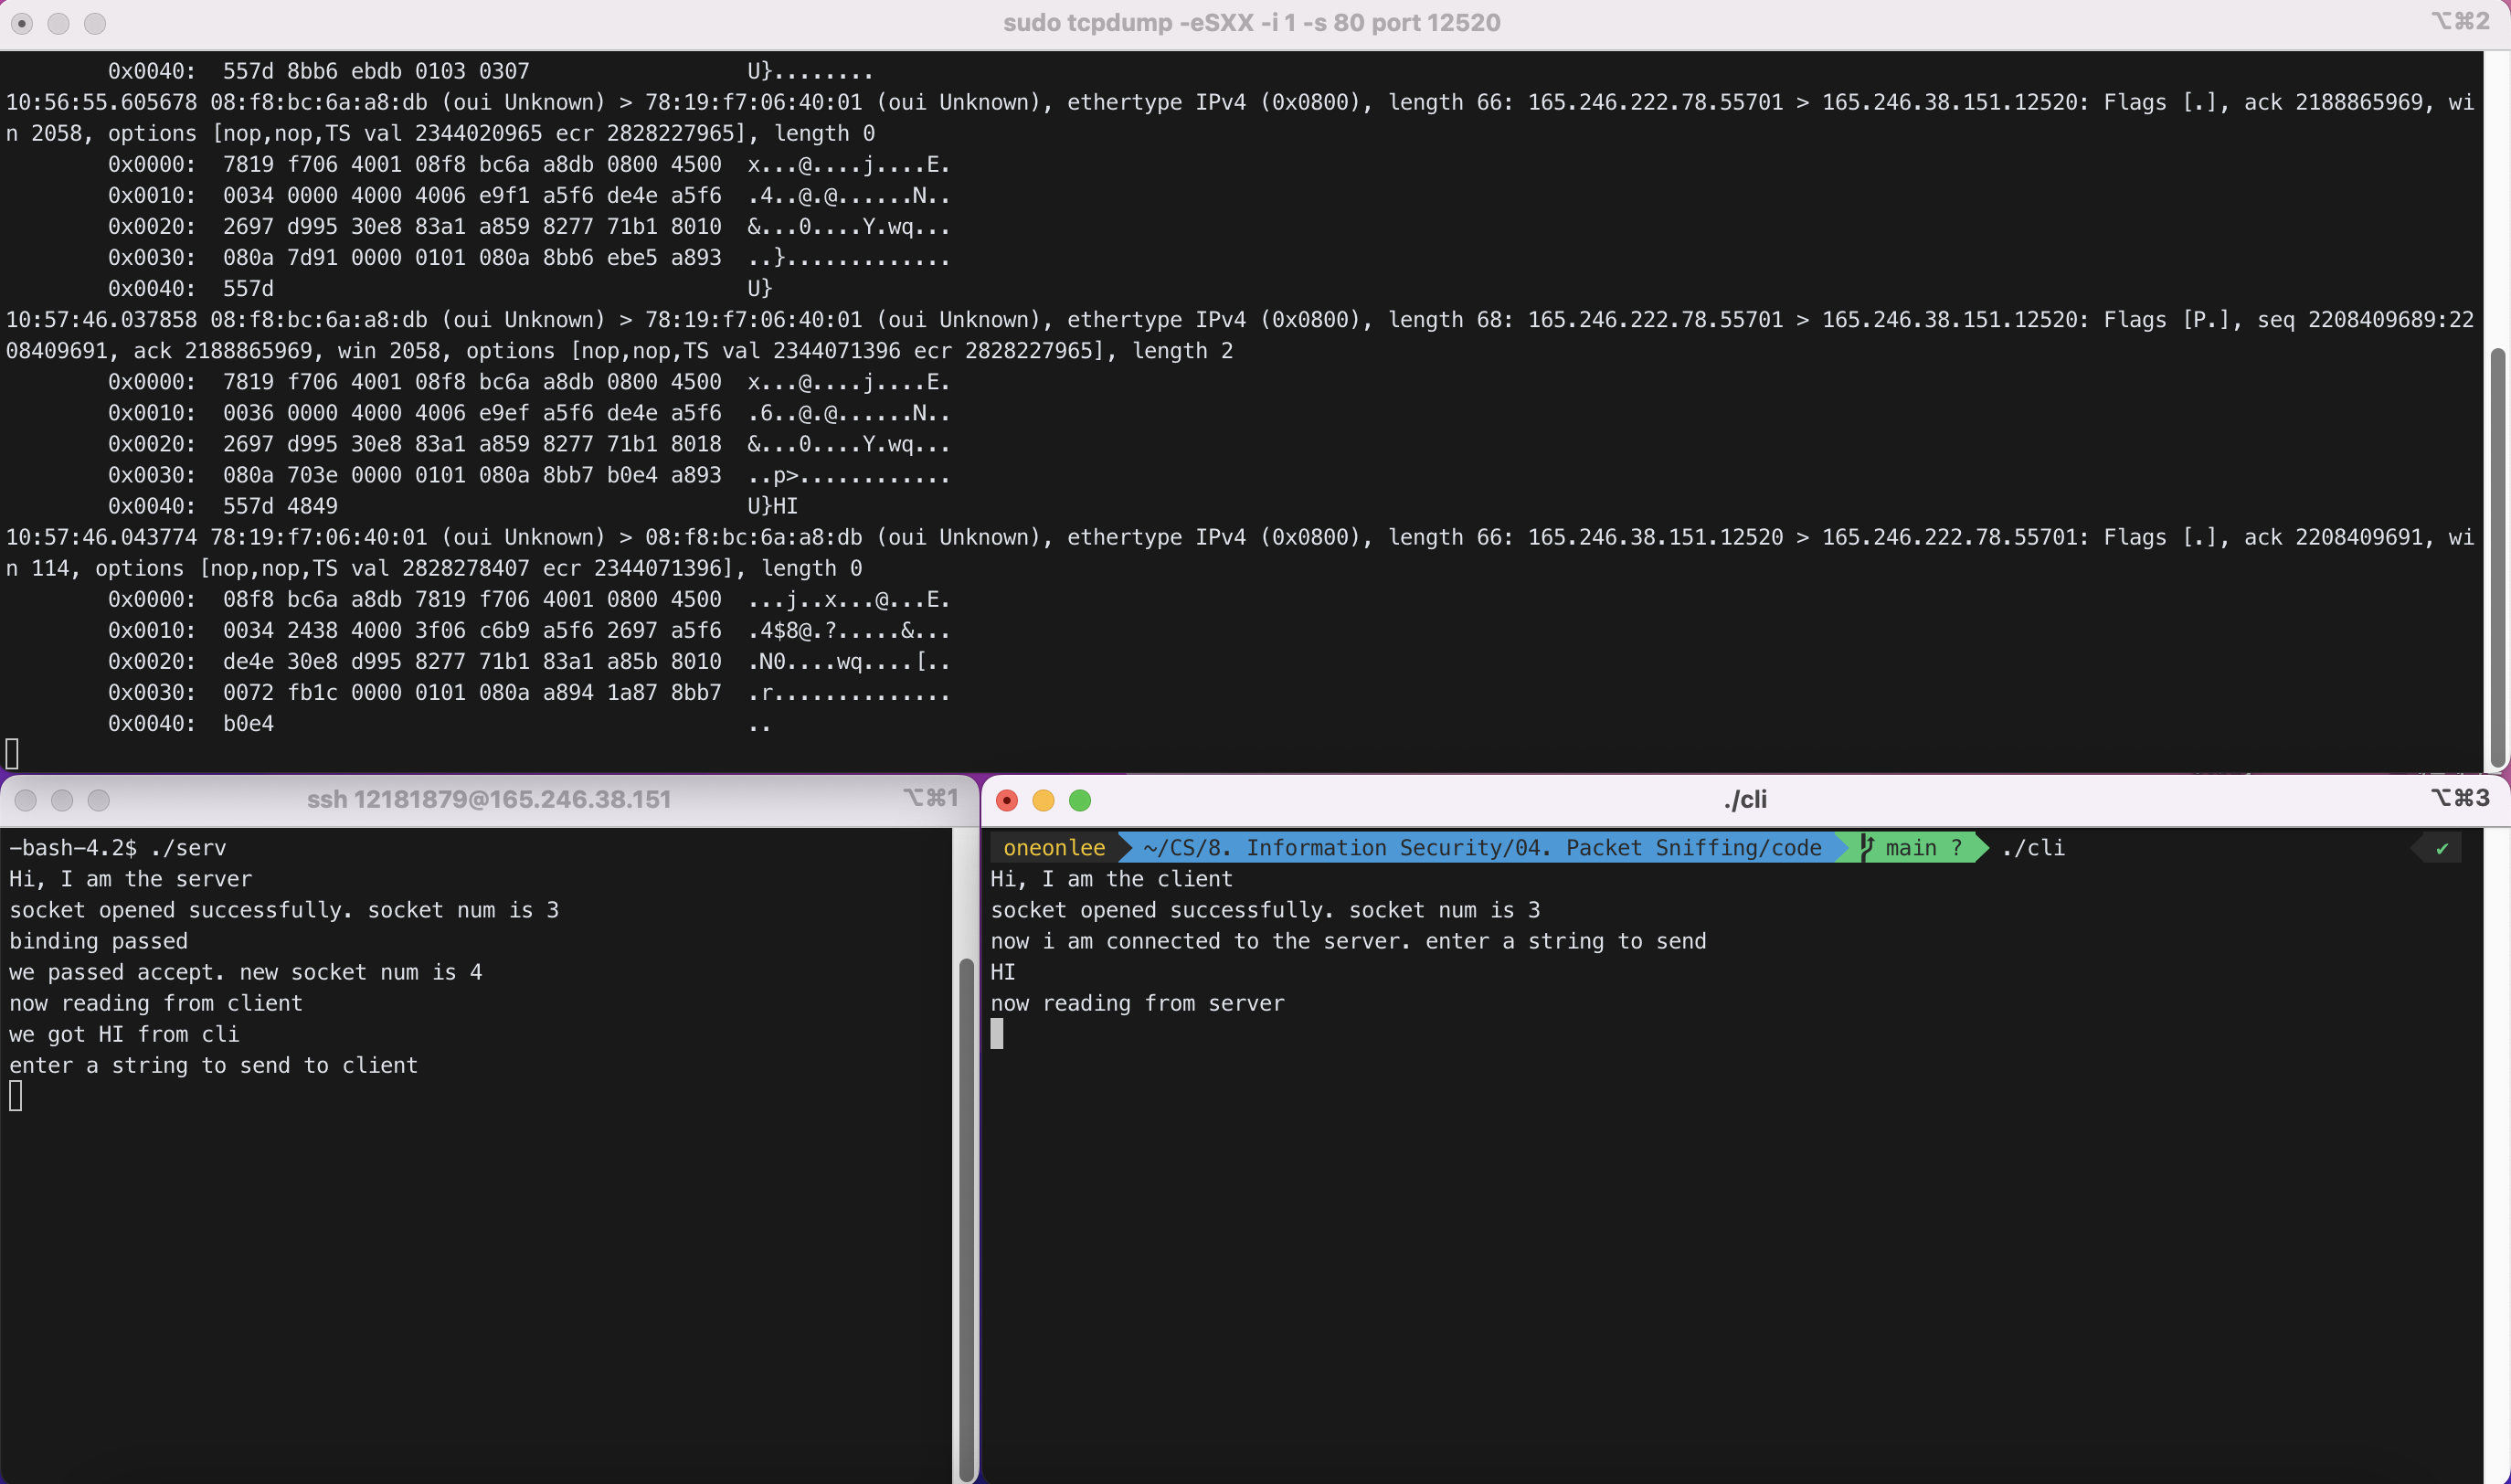 sudo tcpdump -eSXX -i 1 -s 80 port 12520
⌥⌘2
0x0040:  557d 8bb6 ebdb 0103 0307                 U}........
10:56:55.605678 08:f8:bc:6a:a8:db (oui Unknown) > 78:19:f7:06:40:01 (oui Unknown), ethertype IPv4 (0x0800), length 66: 165.246.222.78.55701 > 165.246.38.151.12520: Flags [.], ack 2188865969, wi
n 2058, options [nop,nop,TS val 2344020965 ecr 2828227965], length 0
0x0000:  7819 f706 4001 08f8 bc6a a8db 0800 4500  x...@....j....E.
0x0010:  0034 0000 4000 4006 e9f1 a5f6 de4e a5f6  .4..@.@......N..
0x0020:  2697 d995 30e8 83a1 a859 8277 71b1 8010  &...0....Y.wq...
0x0030:  080a 7d91 0000 0101 080a 8bb6 ebe5 a893  ..}.............
0x0040:  557d                                     U}
10:57:46.037858 08:f8:bc:6a:a8:db (oui Unknown) > 78:19:f7:06:40:01 (oui Unknown), ethertype IPv4 (0x0800), length 68: 165.246.222.78.55701 > 165.246.38.151.12520: Flags [P.], seq 2208409689:22
08409691, ack 2188865969, win 2058, options [nop,nop,TS val 2344071396 ecr 2828227965], length 2
0x0000:  7819 f706 4001 08f8 bc6a a8db 0800 4500  x...@....j....E.
0x0010:  0036 0000 4000 4006 e9ef a5f6 de4e a5f6  .6..@.@......N..
0x0020:  2697 d995 30e8 83a1 a859 8277 71b1 8018  &...0....Y.wq...
0x0030:  080a 703e 0000 0101 080a 8bb7 b0e4 a893  ..p>............
0x0040:  557d 4849                                U}HI
10:57:46.043774 78:19:f7:06:40:01 (oui Unknown) > 08:f8:bc:6a:a8:db (oui Unknown), ethertype IPv4 (0x0800), length 66: 165.246.38.151.12520 > 165.246.222.78.55701: Flags [.], ack 2208409691, wi
n 114, options [nop,nop,TS val 2828278407 ecr 2344071396], length 0
0x0000:  08f8 bc6a a8db 7819 f706 4001 0800 4500  ...j..x...@...E.
0x0010:  0034 2438 4000 3f06 c6b9 a5f6 2697 a5f6  .4$8@.?.....&...
0x0020:  de4e 30e8 d995 8277 71b1 83a1 a85b 8010  .N0....wq....[..
0x0030:  0072 fb1c 0000 0101 080a a894 1a87 8bb7  .r..............
0x0040:  b0e4                                     ..
ssh 12181879@165.246.38.151
⌥⌘1
-bash-4.2$ ./serv
Hi, I am the server
socket opened successfully. socket num is 3
binding passed
we passed accept. new socket num is 4
now reading from client
we got HI from cli
enter a string to send to client
./cli
⌥⌘3
oneonlee ~/CS/8. Information Security/04. Packet Sniffing/code main ? ./cli ✔
Hi, I am the client
socket opened successfully. socket num is 3
now i am connected to the server. enter a string to send
HI
now reading from server